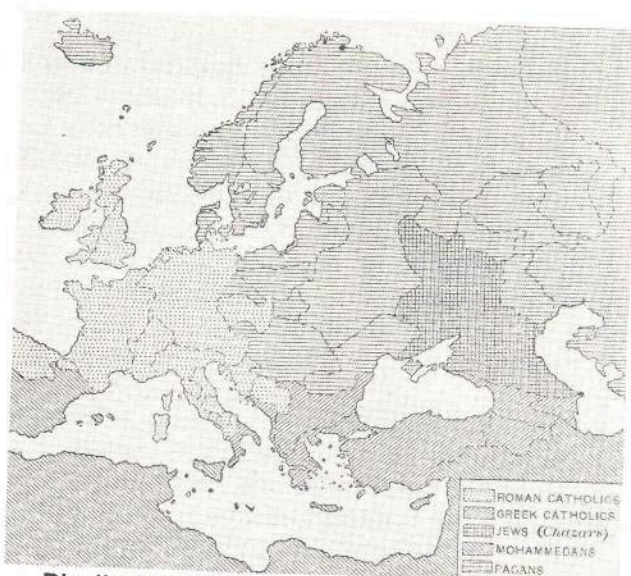 ROMAN CATHOLICS
GREEK CATHOLICS
JEWS (Chazars)
MOHAMMEDANS
PAGANS